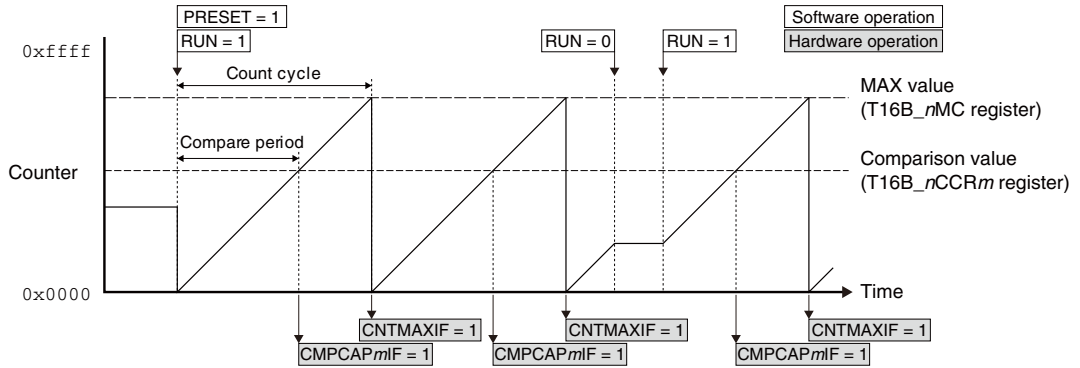 PRESET = 1
Software operation
RUN = 1
RUN = 0
RUN = 1
Hardware operation
0xffff
Count cycle
MAX value
(T16B_nMC register)
Compare period
Comparison value
(T16B_nCCRm register)
Counter
0x0000
Time
CNTMAXIF = 1
CNTMAXIF = 1
CNTMAXIF = 1
CMPCAPmIF = 1
CMPCAPmIF = 1
CMPCAPmIF = 1